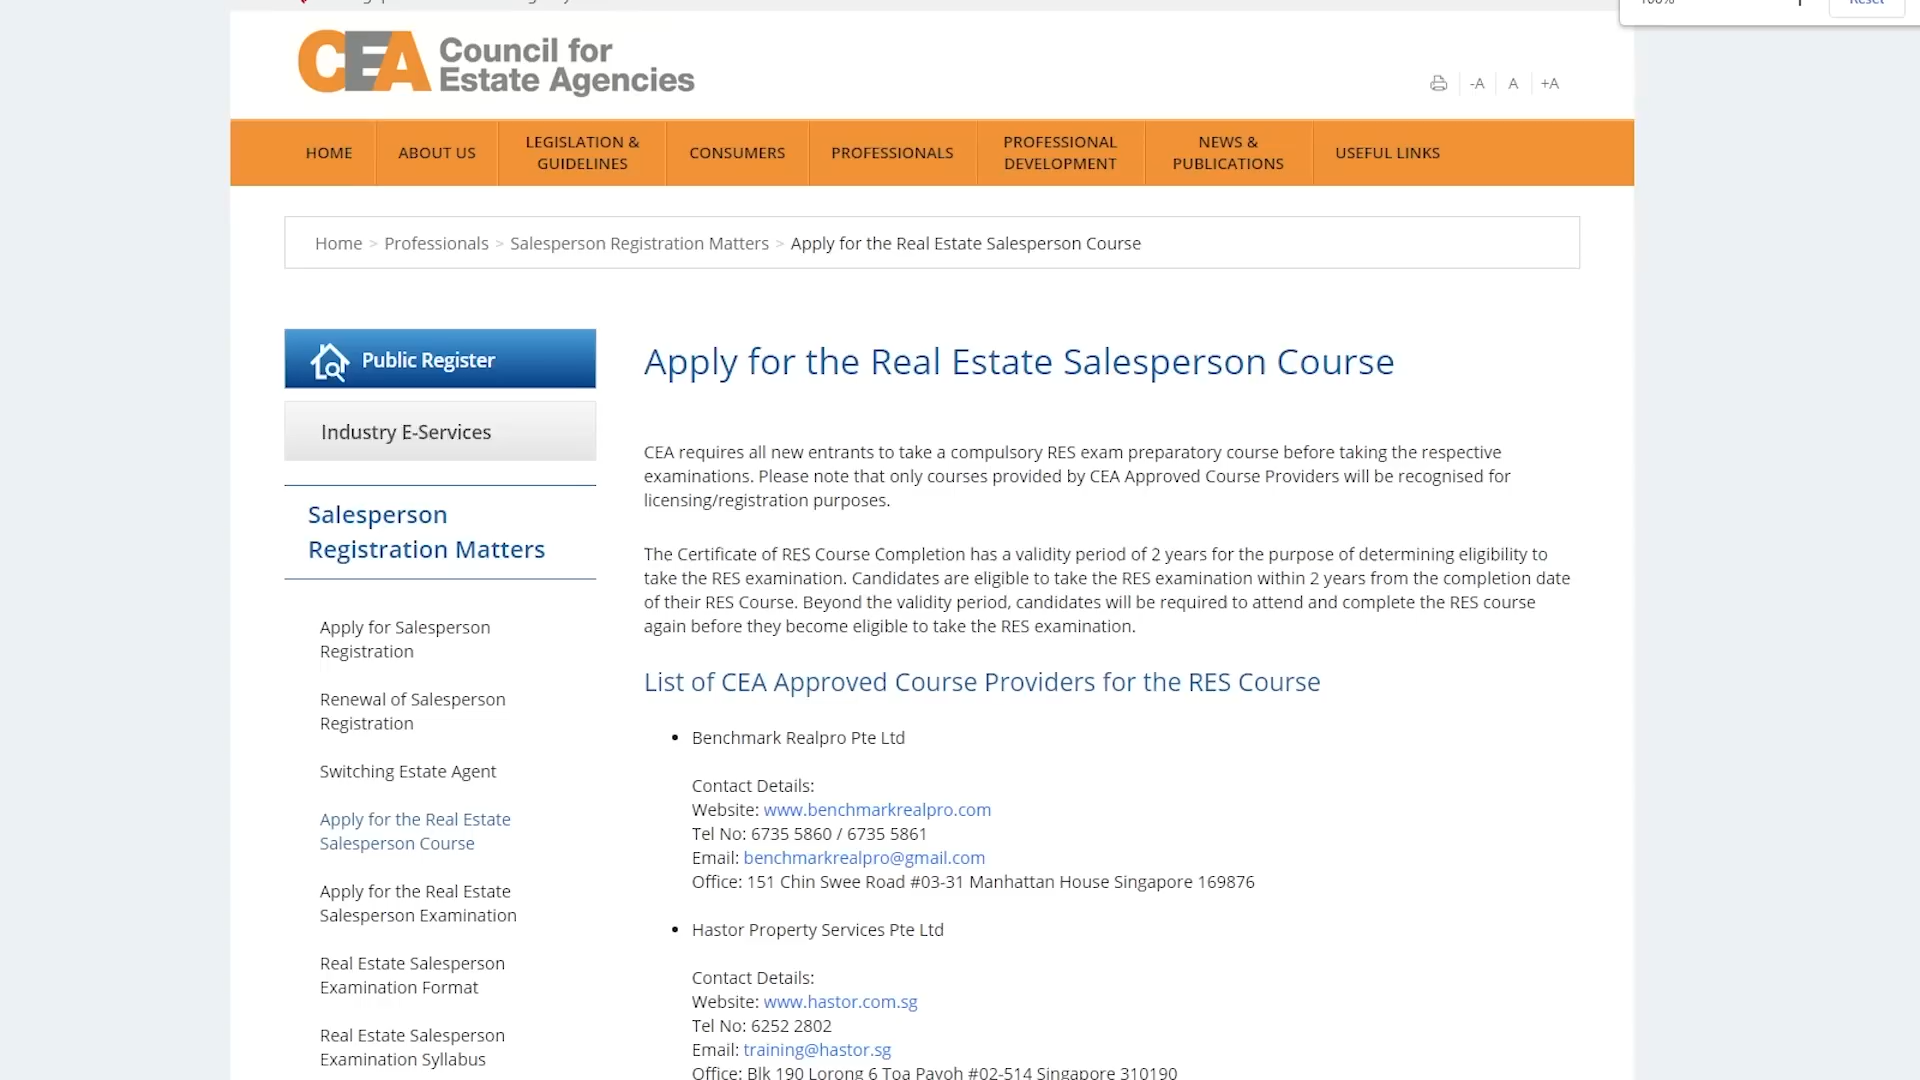 CEA Council for
Estate Agencies
-A A +A
HOME
ABOUT US
LEGISLATION &
GUIDELINES
CONSUMERS
PROFESSIONALS
PROFESSIONAL
DEVELOPMENT
NEWS &
PUBLICATIONS
USEFUL LINKS
Home > Professionals > Salesperson Registration Matters > Apply for the Real Estate Salesperson Course
Public Register
Industry E-Services
Salesperson
Registration Matters
Apply for Salesperson
Registration
Renewal of Salesperson
Registration
Switching Estate Agent
Apply for the Real Estate
Salesperson Course
Apply for the Real Estate
Salesperson Examination
Real Estate Salesperson
Examination Format
Real Estate Salesperson
Examination Syllabus
Apply for the Real Estate Salesperson Course
CEA requires all new entrants to take a compulsory RES exam preparatory course before taking the respective
examinations. Please note that only courses provided by CEA Approved Course Providers will be recognised for
licensing/registration purposes.
The Certificate of RES Course Completion has a validity period of 2 years for the purpose of determining eligibility to
take the RES examination. Candidates are eligible to take the RES examination within 2 years from the completion date
of their RES Course. Beyond the validity period, candidates will be required to attend and complete the RES course
again before they become eligible to take the RES examination.
List of CEA Approved Course Providers for the RES Course
• Benchmark Realpro Pte Ltd
Contact Details:
Website: www.benchmarkrealpro.com
Tel No: 6735 5860 / 6735 5861
Email: benchmarkrealpro@gmail.com
Office: 151 Chin Swee Road #03-31 Manhattan House Singapore 169876
• Hastor Property Services Pte Ltd
Contact Details:
Website: www.hastor.com.sg
Tel No: 6252 2802
Email: training@hastor.sg
Office: Blk 190 Lorong 6 Toa Payoh #02-514 Singapore 310190